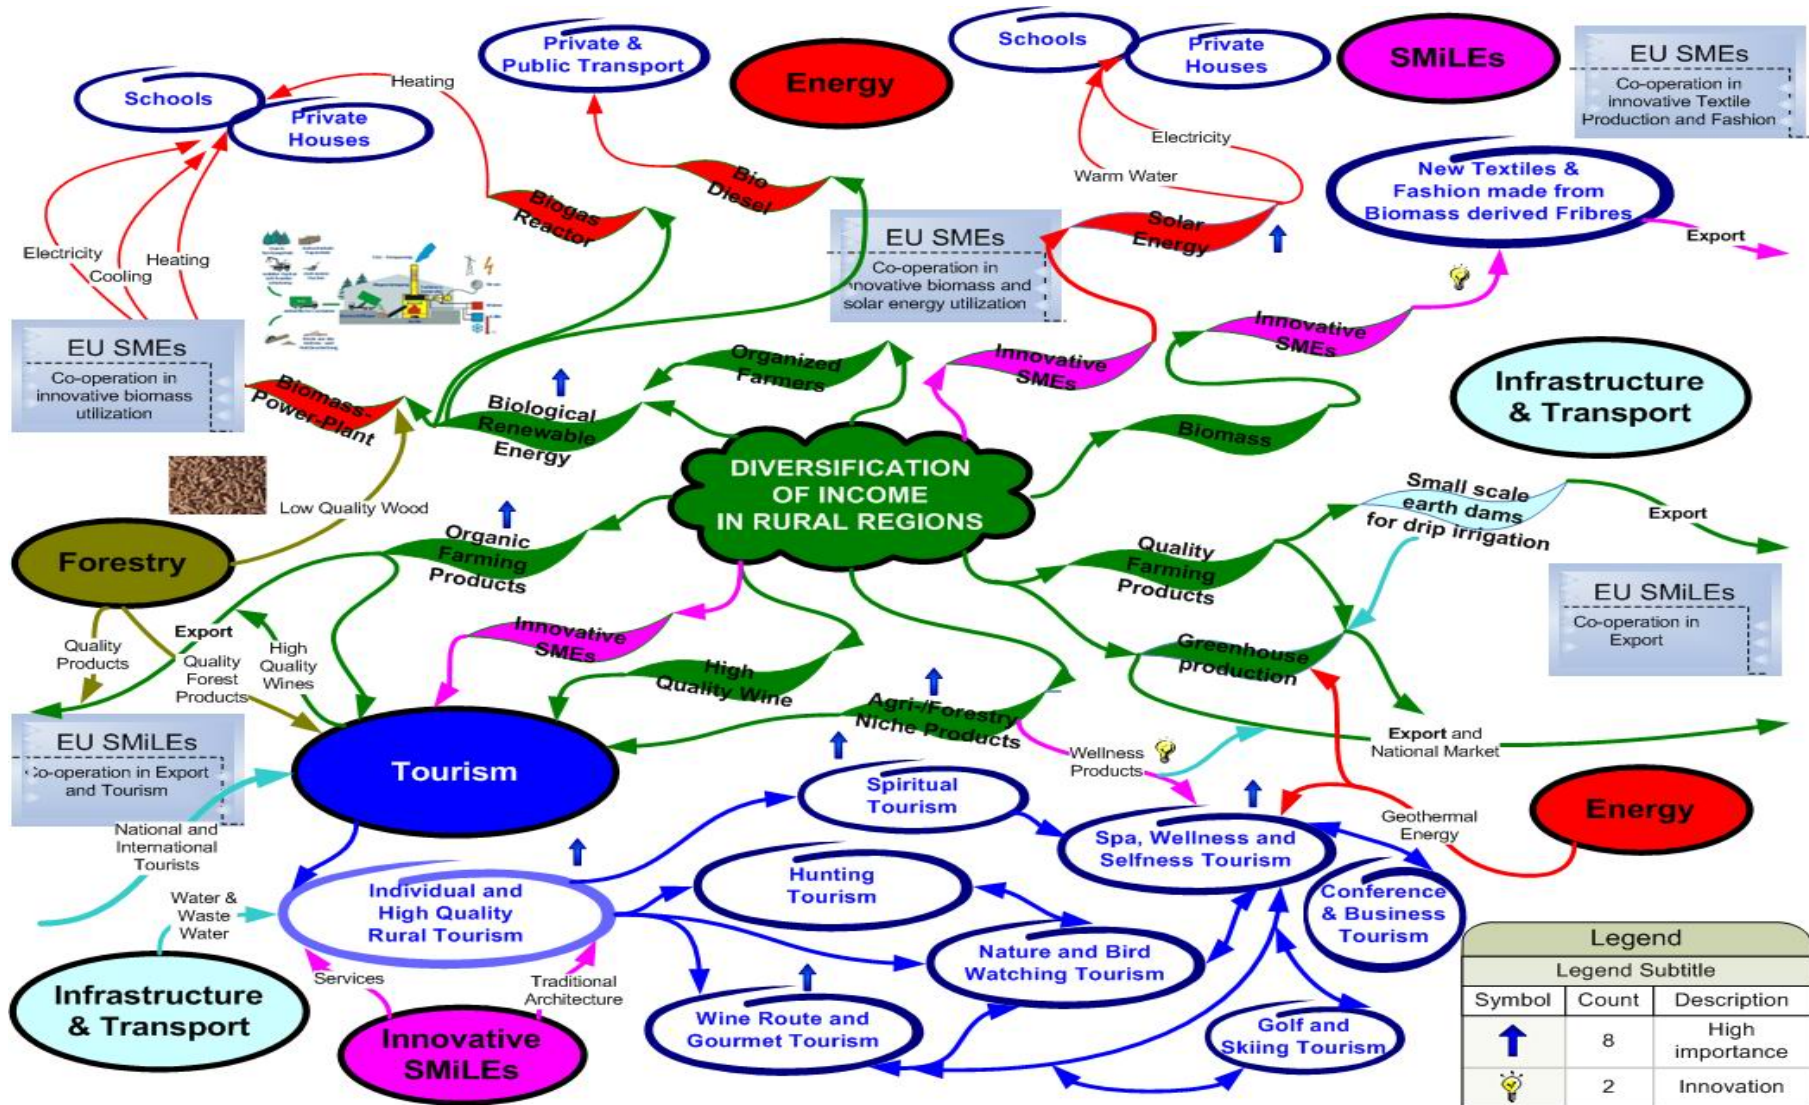 Schools
Private
Houses
Heating
Private &
Public Transport
Energy
Schools
Private
Houses
SMiLEs
EU SMEs
Co-operation in
innovative Textile
Production and Fashion
Electricity
Warm Water
New Textiles &
Fashion made from
Biomass derived Fribres
Export
Biogas
Reactor
Bio
Diesel
Solar
Energy
EU SMEs
Co-operation in
nnovative biomass and
solar energy utilization
Electricity
Cooling
Heating
EU SMEs
Co-operation in
innovative biomass
utilization
Biomass-
Power-Plant
Biological
Renewable
Energy
Organized
Farmers
Innovative
SMEs
Innovative
SMEs
Biomass
Infrastructure
& Transport
DIVERSIFICATION
OF INCOME
IN RURAL REGIONS
Low Quality Wood
Forestry
Organic
Farming
Products
Quality
Farming
Products
Small scale
earth dams
for drip irrigation
Export
EU SMiLEs
Co-operation in
Export
Quality
Products
Export
Quality
Forest
Products
High
Quality
Wines
Innovative
SMEs
High
Quality Wine
Agri-/Forestry
Niche Products
Greenhouse
production
Wellness
Products
Export and
National Market
EU SMiLEs
Co-operation in Export
and Tourism
Tourism
National and
International
Tourists
Water &
Waste
Water
Infrastructure
& Transport
Services
Traditional
Architecture
Innovative
SMiLEs
Individual and
High Quality
Rural Tourism
Spiritual
Tourism
Hunting
Tourism
Nature and Bird
Watching Tourism
Wine Route and
Gourmet Tourism
Spa, Wellness and
Selfness Tourism
Conference
& Business
Tourism
Golf and
Skiing Tourism
Geothermal
Energy
Energy
Legend
Legend Subtitle
Symbol Count Description
8 High
importance
2 Innovation